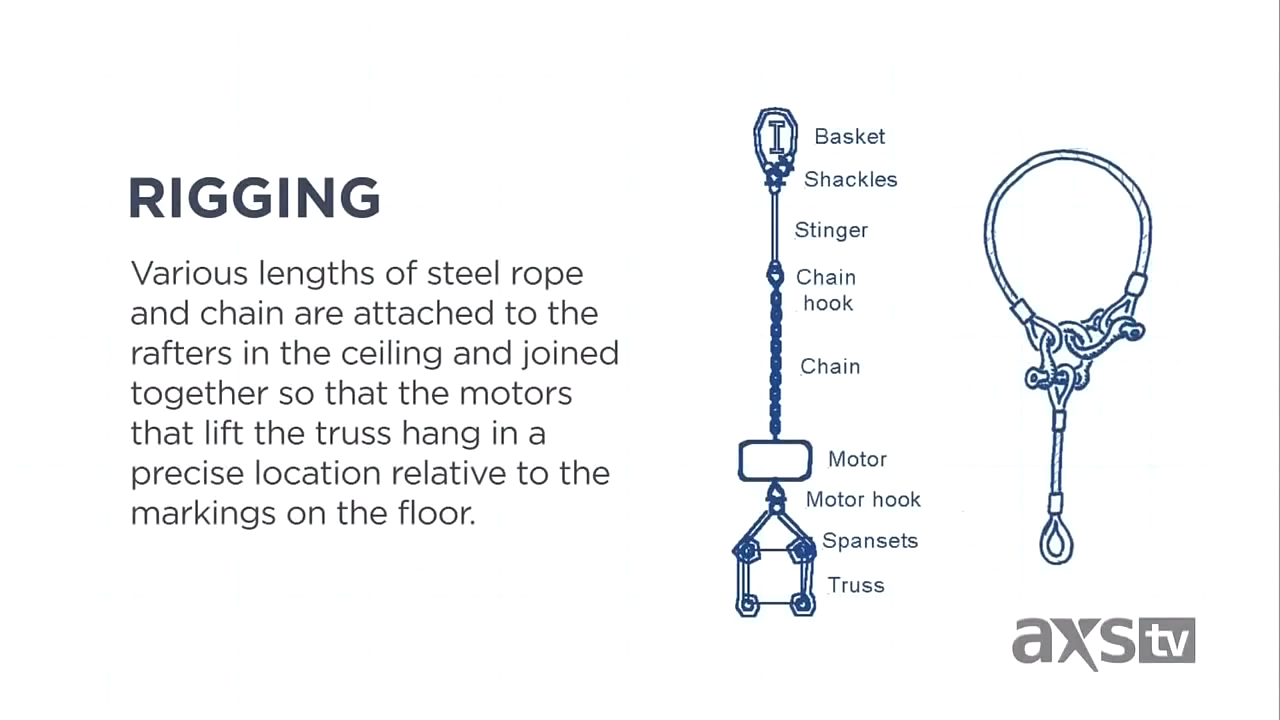 RIGGING
Various lengths of steel rope
and chain are attached to the
rafters in the ceiling and joined
together so that the motors
that lift the truss hang in a
precise location relative to the
markings on the floor.
Basket
Shackles
Stinger
Chain
hook
Chain
Motor
Motor hook
Spansets
Truss
axs tv